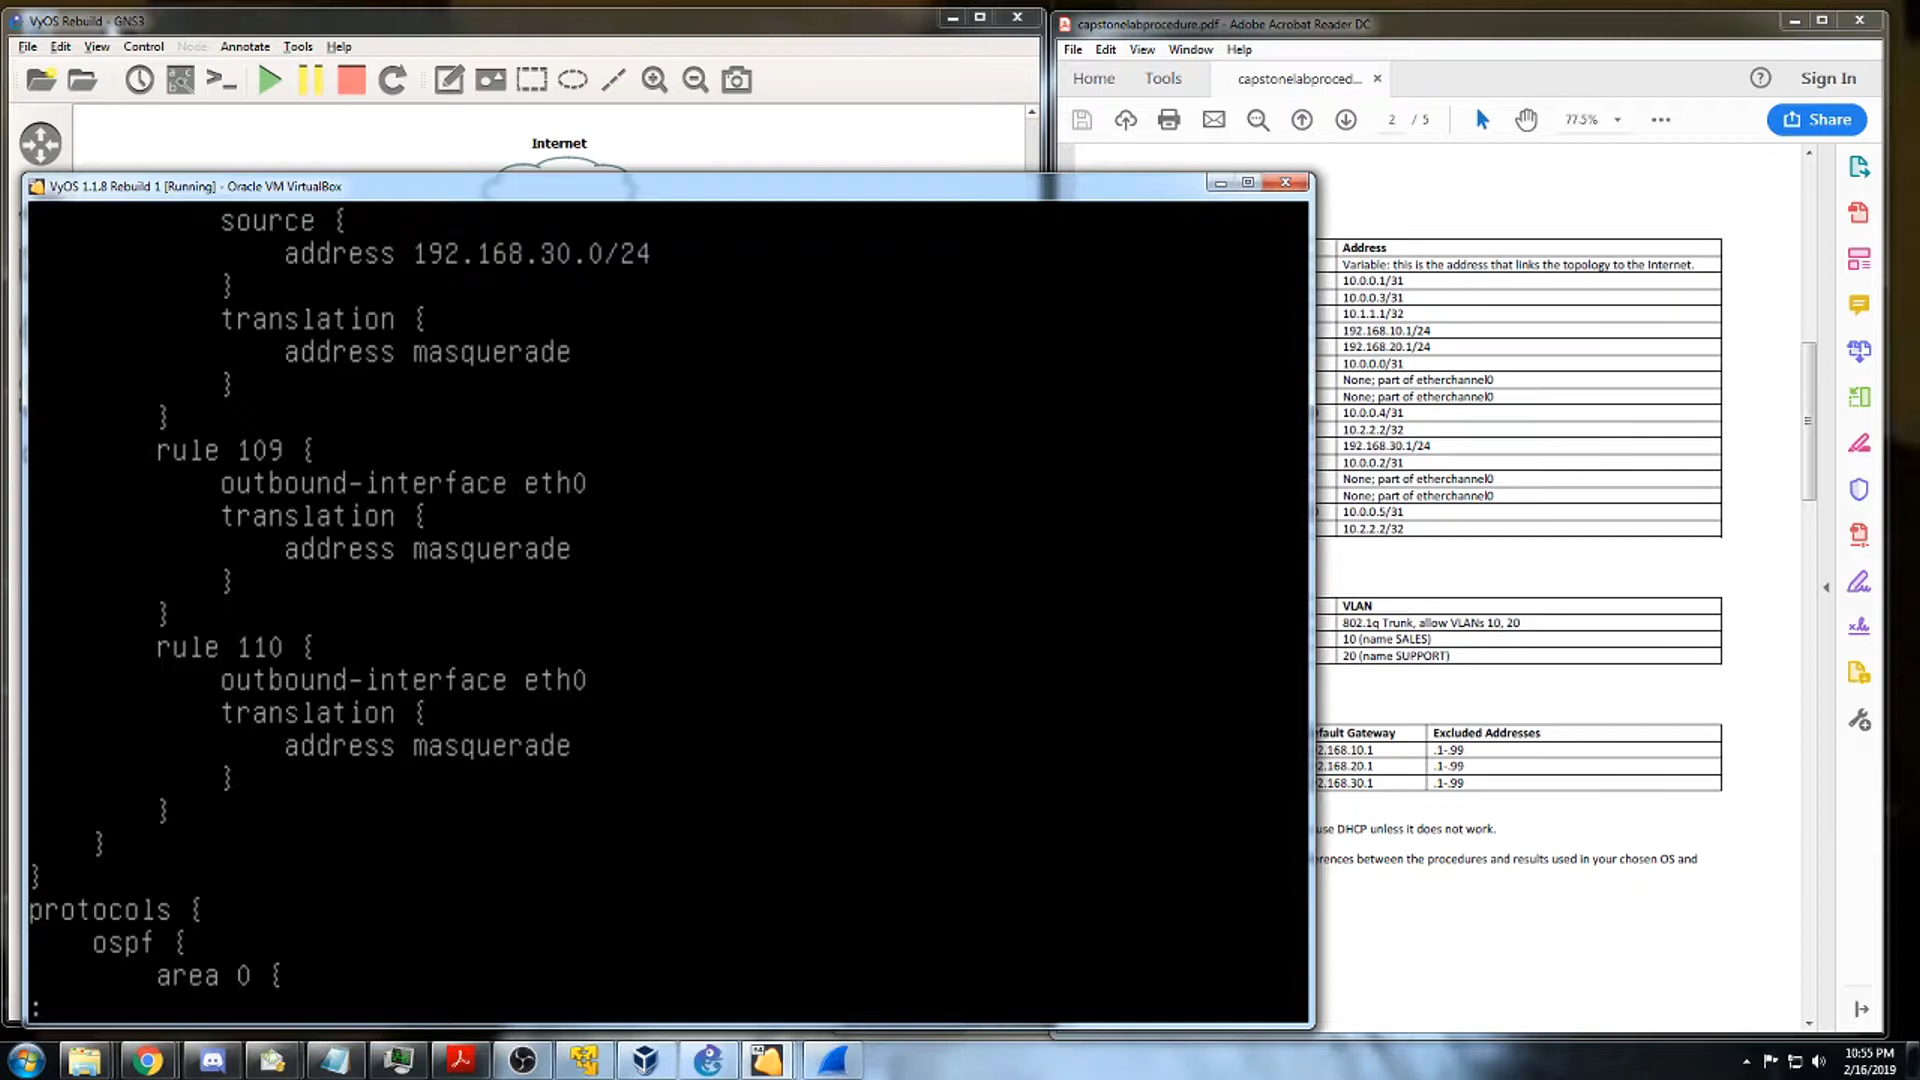 VyOS Rebuild - GNS3
File Edit View Control Node Annotate Tools Help
Internet
VyOS 1.1.8 Rebuild 1 [Running] - Oracle VM VirtualBox
source {
address 192.168.30.0/24
}
translation {
address masquerade
}
}
rule 109 {
outbound-interface eth0
translation {
address masquerade
}
}
rule 110 {
outbound-interface eth0
translation {
address masquerade
}
}
}
}
protocols {
ospf {
area 0 {
:
capstonelabprocedure.pdf - Adobe Acrobat Reader DC
File Edit View Window Help
Home Tools capstonelabproced... × Sign In
2 / 5 77.5% Share
Address
Variable: this is the address that links the topology to the Internet.
10.0.0.1/31
10.0.0.3/31
10.1.1.1/32
192.168.10.1/24
192.168.20.1/24
10.0.0.0/31
None; part of etherchannel0
None; part of etherchannel0
10.0.0.4/31
10.2.2.2/32
192.168.30.1/24
10.0.0.2/31
None; part of etherchannel0
None; part of etherchannel0
10.0.0.5/31
10.2.2.2/32
VLAN
802.1q Trunk, allow VLANs 10, 20
10 (name SALES)
20 (name SUPPORT)
fault Gateway Excluded Addresses
2.168.10.1 .1-.99
2.168.20.1 .1-.99
2.168.30.1 .1-.99
use DHCP unless it does not work.
erences between the procedures and results used in your chosen OS and
10:55 PM
2/16/2019